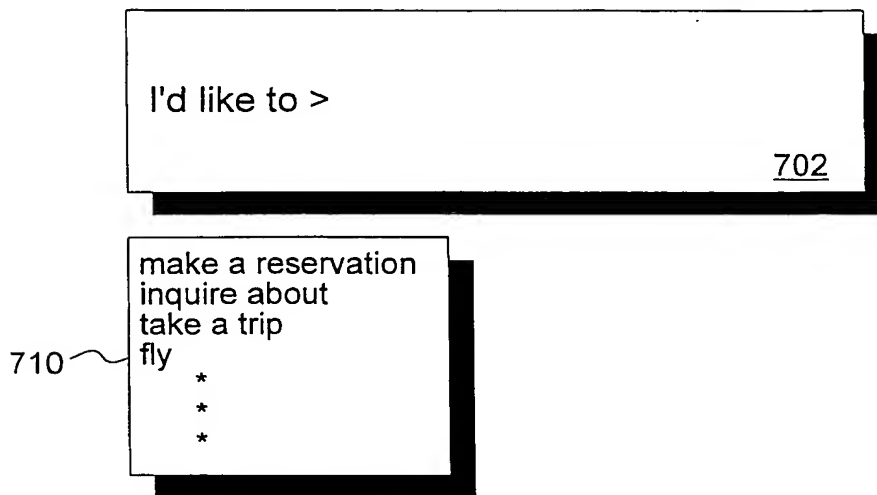 I'd like to >
702
make a reservation
inquire about
take a trip
710
fly
*
*
*